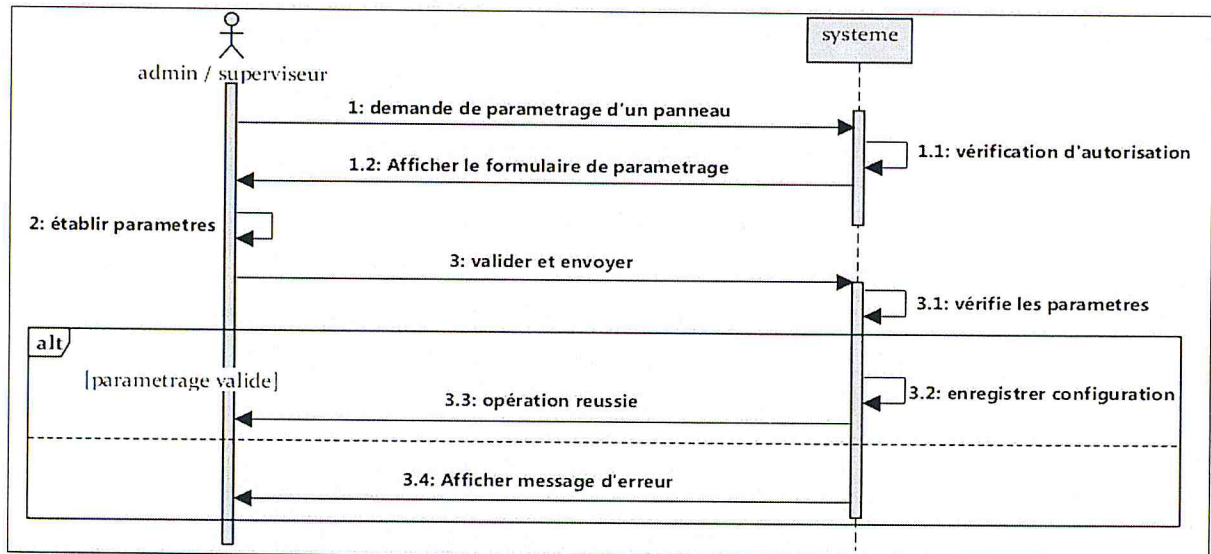 systeme
admin / superviseur
1: demande de parametrage d'un panneau
1.1: vérification d'autorisation
1.2: Afficher le formulaire de parametrage
2: établir parametres
3: valider et envoyer
3.1: vérifie les parametres
alt
[parametrage valide]
3.2: enregistrer configuration
3.3: opération reussie
3.4: Afficher message d'erreur